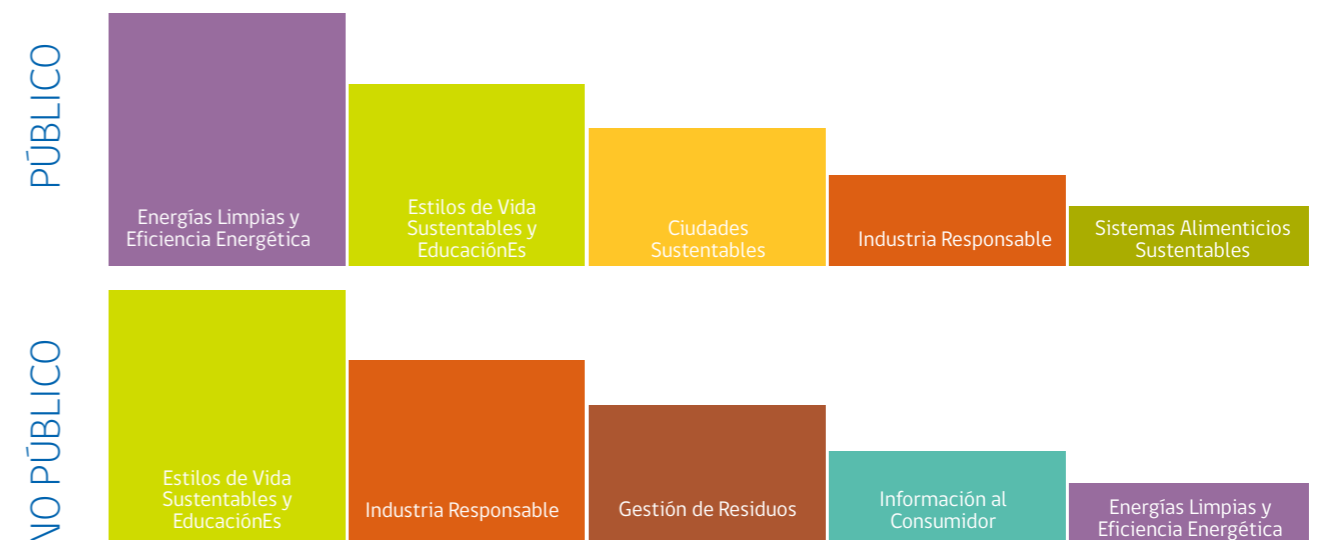 PÚBLICO
Energías Limpias y
Eficiencia Energética
Estilos de Vida
Sustentables y
EducaciónEs
Ciudades
Sustentables
Industria Responsable
Sistemas Alimenticios
Sustentables
NO PÚBLICO
Estilos de Vida
Sustentables y
EducaciónEs
Industria Responsable
Gestión de Residuos
Información al
Consumidor
Energías Limpias y
Eficiencia Energética